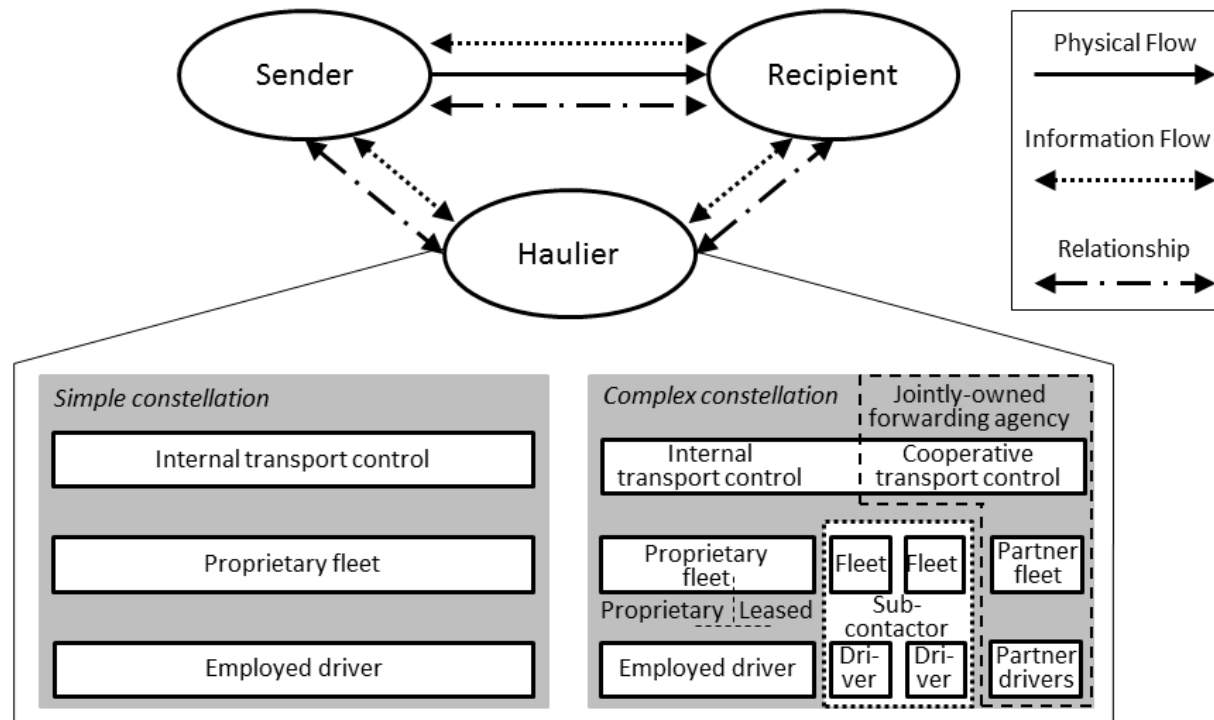 Sender
Recipient
Haulier
Physical Flow
Information Flow
Relationship
Simple constellation
Internal transport control
Proprietary fleet
Employed driver
Complex constellation
Jointly-owned
forwarding agency
Internal
transport control
Cooperative
transport control
Proprietary
fleet
Proprietary
Leased
Fleet
Fleet
Sub-
contactor
Partner
fleet
Employed driver
Dri-
ver
Dri-
ver
Partner
drivers